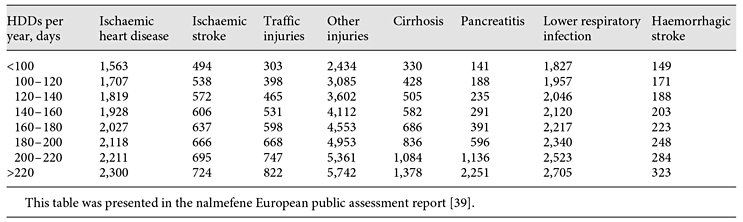 HDDs per Ischaemic Ischaemic Traffic Other Cirrhosis Pancreatitis Lower respiratory Haemorrhagic
year, days heart disease stroke injuries injuries infection stroke
<100 1,563 494 303 2,434 330 141 1,827 149
100–120 1,707 538 398 3,085 428 188 1,957 171
120–140 1,819 572 465 3,602 505 235 2,046 188
140–160 1,928 606 531 4,112 582 291 2,120 203
160–180 2,027 637 598 4,553 686 391 2,217 223
180–200 2,118 666 668 4,953 836 596 2,340 248
200–220 2,211 695 747 5,361 1,084 1,136 2,523 284
>220 2,300 724 822 5,742 1,378 2,251 2,705 323
This table was presented in the nalmefene European public assessment report [39].